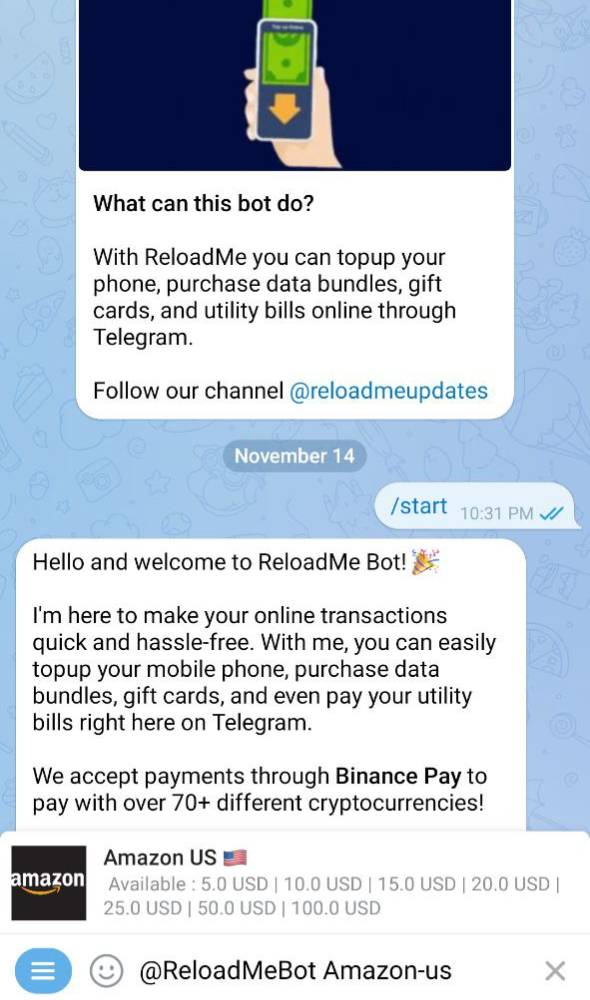 What can this bot do?
With ReloadMe you can topup your
phone, purchase data bundles, gift
cards, and utility bills online through
Telegram.
Follow our channel @reloadmeupdates
November 14
/start 10:31 PM
Hello and welcome to ReloadMe Bot! 🎉
I'm here to make your online transactions
quick and hassle-free. With me, you can easily
topup your mobile phone, purchase data
bundles, gift cards, and even pay your utility
bills right here on Telegram.
We accept payments through Binance Pay to
pay with over 70+ different cryptocurrencies!
amazon
Amazon US 🇺🇸
Available : 5.0 USD | 10.0 USD | 15.0 USD | 20.0 USD |
25.0 USD | 50.0 USD | 100.0 USD
@ReloadMeBot Amazon-us